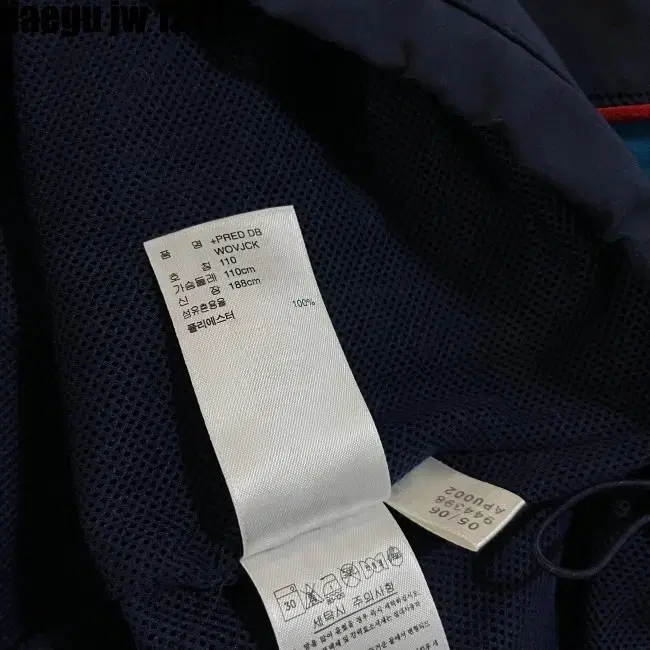 daegu jw
품 명 +PRED DB
WOVJCK
호 칭 110
가슴둘레 110cm
신 장 188cm
섬유혼용율
폴리에스터 100%
05/06
944398
APU002
30
세탁시 주의사항